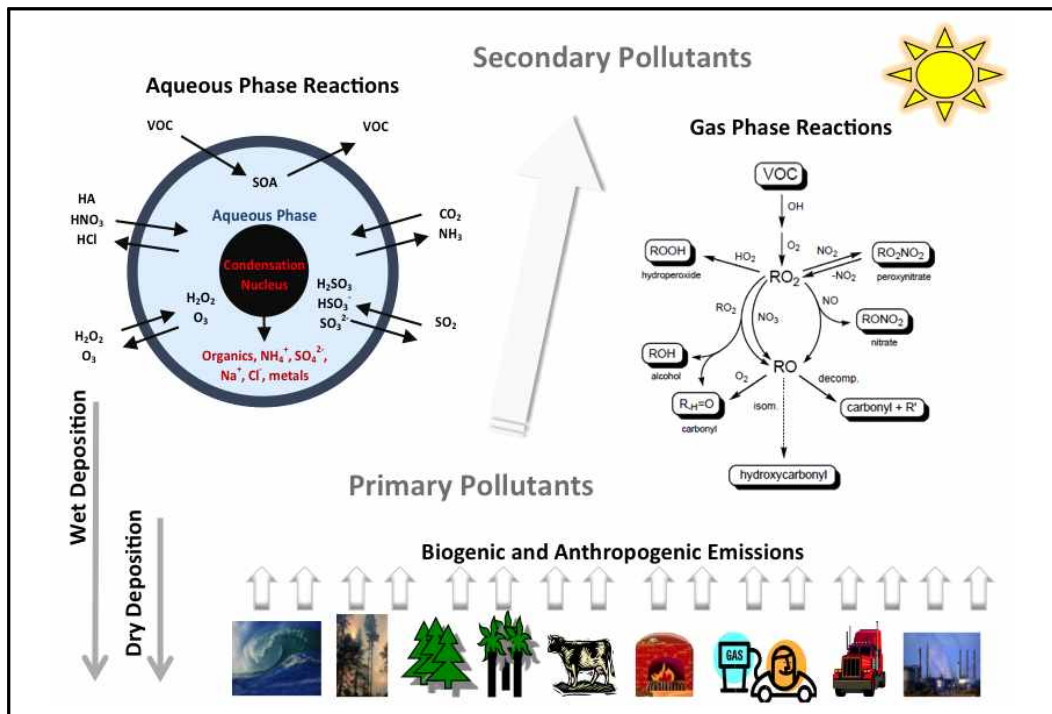 Secondary Pollutants
Aqueous Phase Reactions
VOC
VOC
SOA
HA
HNO₃
HCl
Aqueous Phase
CO₂
NH₃
Condensation
Nucleus
H₂O₂
O₃
H₂SO₃
HSO₃⁻
SO₃²⁻
H₂O₂
O₃
SO₂
Organics, NH₄⁺, SO₄²⁻,
Na⁺, Cl⁻, metals
Gas Phase Reactions
VOC
OH
O₂
ROOH
hydroperoxide
HO₂
RO₂
NO₂
-NO₂
RO₂NO₂
peroxynitrate
RO₂
NO₃
NO
RONO₂
nitrate
ROH
alcohol
RO
O₂
decomp.
R-H=O
carbonyl
isom.
carbonyl + R'
hydroxycarbonyl
Wet Deposition
Dry Deposition
Primary Pollutants
Biogenic and Anthropogenic Emissions
GAS